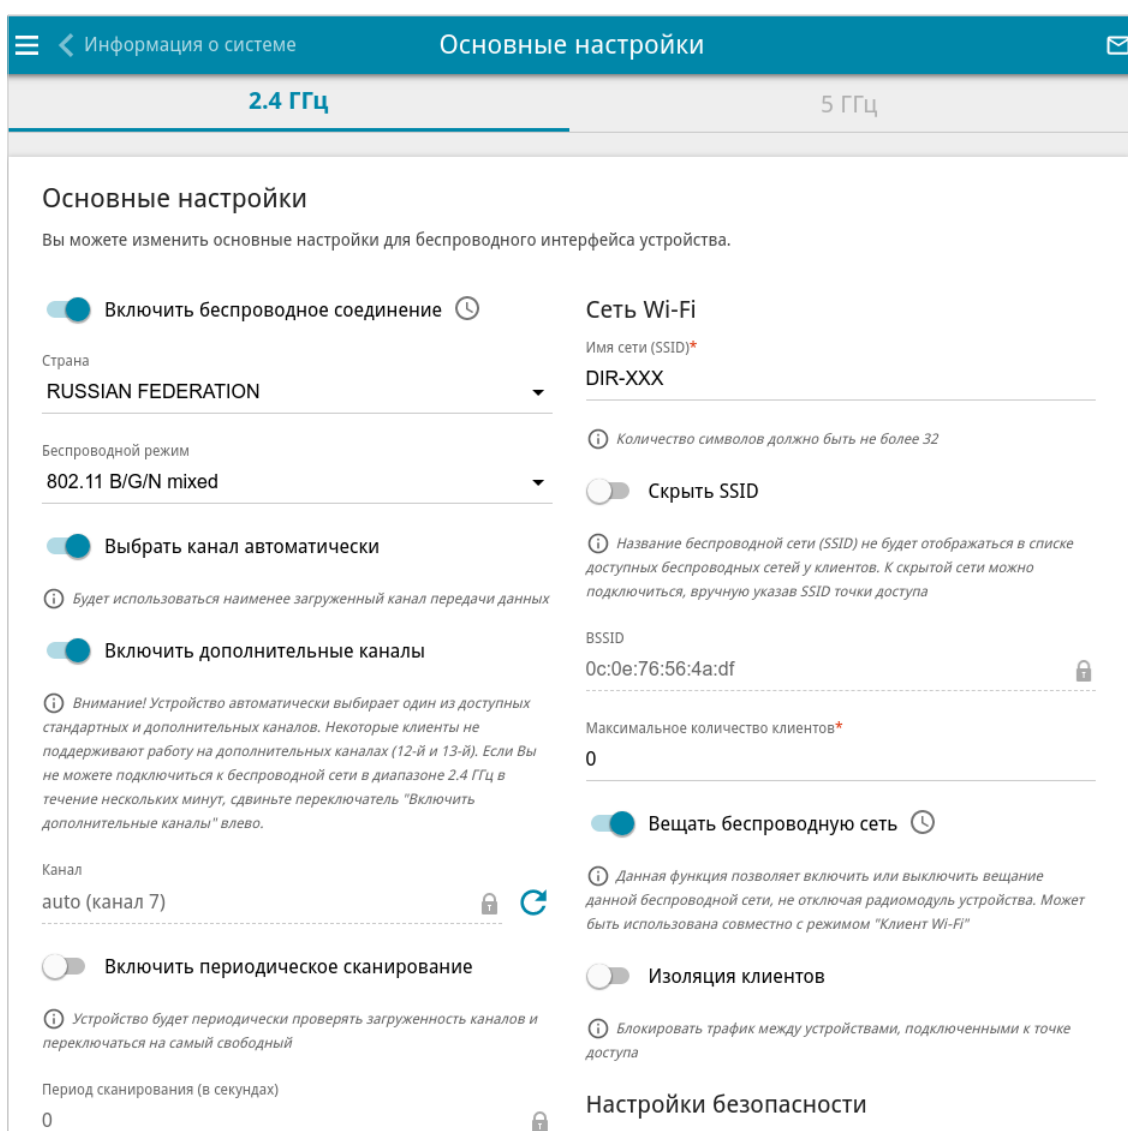 Информация о системе
Основные настройки
2.4 ГГц
5 ГГц
Основные настройки
Вы можете изменить основные настройки для беспроводного интерфейса устройства.
Включить беспроводное соединение
Страна
RUSSIAN FEDERATION
Беспроводной режим
802.11 B/G/N mixed
Выбрать канал автоматически
Будет использоваться наименее загруженный канал передачи данных
Включить дополнительные каналы
Внимание! Устройство автоматически выбирает один из доступных
стандартных и дополнительных каналов. Некоторые клиенты не
поддерживают работу на дополнительных каналах (12-й и 13-й). Если Вы
не можете подключиться к беспроводной сети в диапазоне 2.4 ГГц в
течение нескольких минут, сдвиньте переключатель "Включить
дополнительные каналы" влево.
Канал
auto (канал 7)
Включить периодическое сканирование
Устройство будет периодически проверять загруженность каналов и
переключаться на самый свободный
Период сканирования (в секундах)
0
Сеть Wi-Fi
Имя сети (SSID)*
DIR-XXX
Количество символов должно быть не более 32
Скрыть SSID
Название беспроводной сети (SSID) не будет отображаться в списке
доступных беспроводных сетей у клиентов. К скрытой сети можно
подключиться, вручную указав SSID точки доступа
BSSID
0c:0e:76:56:4a:df
Максимальное количество клиентов*
0
Вещать беспроводную сеть
Данная функция позволяет включить или выключить вещание
данной беспроводной сети, не отключая радиомодуль устройства. Может
быть использована совместно с режимом "Клиент Wi-Fi"
Изоляция клиентов
Блокировать трафик между устройствами, подключенными к точке
доступа
Настройки безопасности